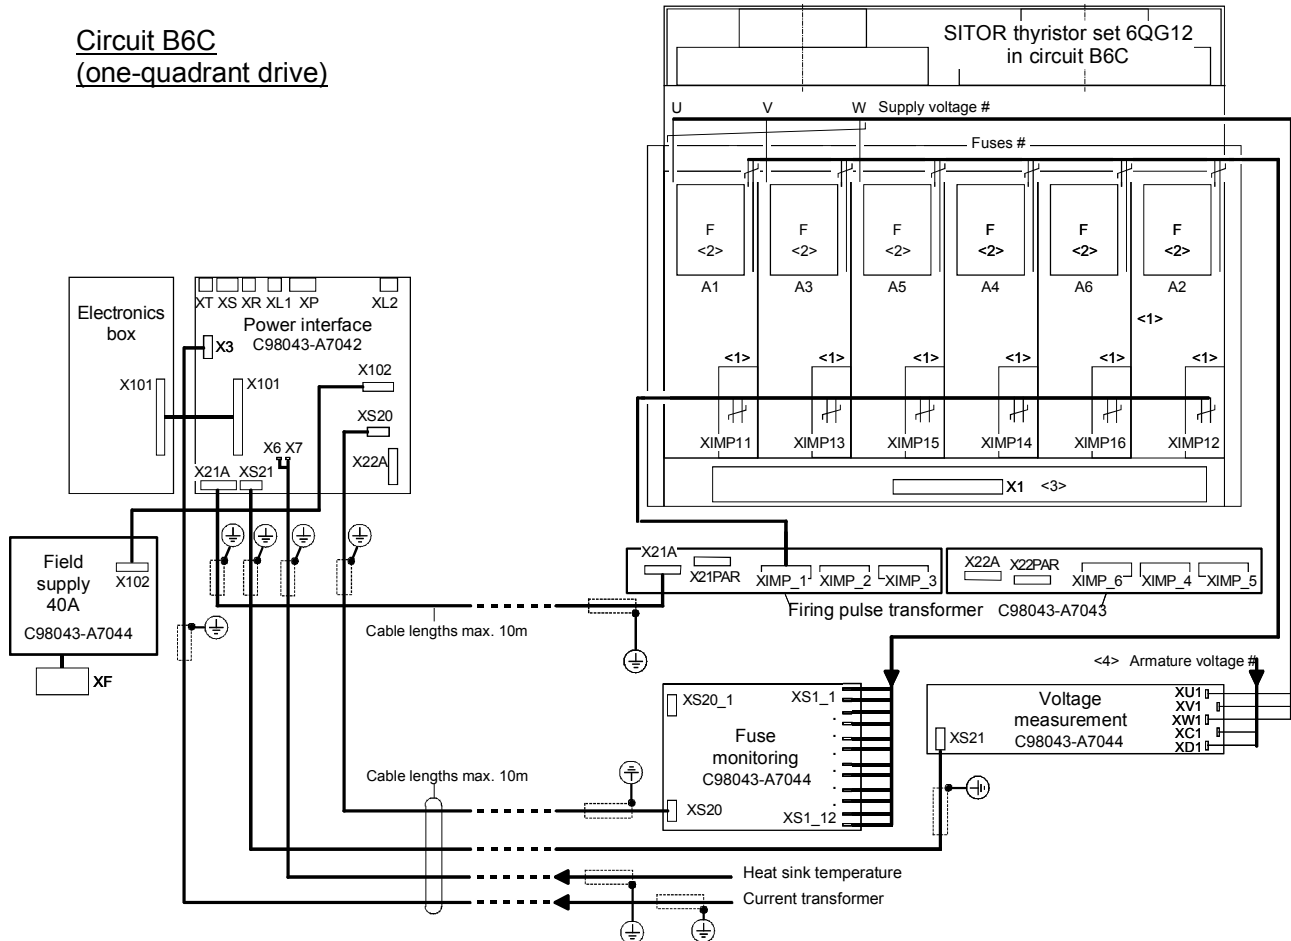 Circuit B6C
(one-quadrant drive)
SITOR thyristor set 6QG12
in circuit B6C
U V W Supply voltage #
Fuses #
F F F F F F
<2> <2> <2> <2> <2> <2>
A1 A3 A5 A4 A6 A2
<1>
<1> <1> <1> <1> <1> <1>
XIMP11 XIMP13 XIMP15 XIMP14 XIMP16 XIMP12
X1 <3>
Electronics
box
X101
XT XS XR XL1 XP XL2
Power interface
C98043-A7042
X3
X102
X101
XS20
X6 X7
X22A
X21A XS21
Field
supply
40A
C98043-A7044
X102
XF
X21A
X21PAR
XIMP_1 XIMP_2 XIMP_3
X22A X22PAR
XIMP_6 XIMP_4 XIMP_5
Firing pulse transformer C98043-A7043
Cable lengths max. 10m
<4> Armature voltage #
XS20_1
XS1_1
Fuse
monitoring
C98043-A7044
XS20
XS1_12
Voltage
measurement
C98043-A7044
XS21
XU1
XV1
XW1
XC1
XD1
Cable lengths max. 10m
Heat sink temperature
Current transformer